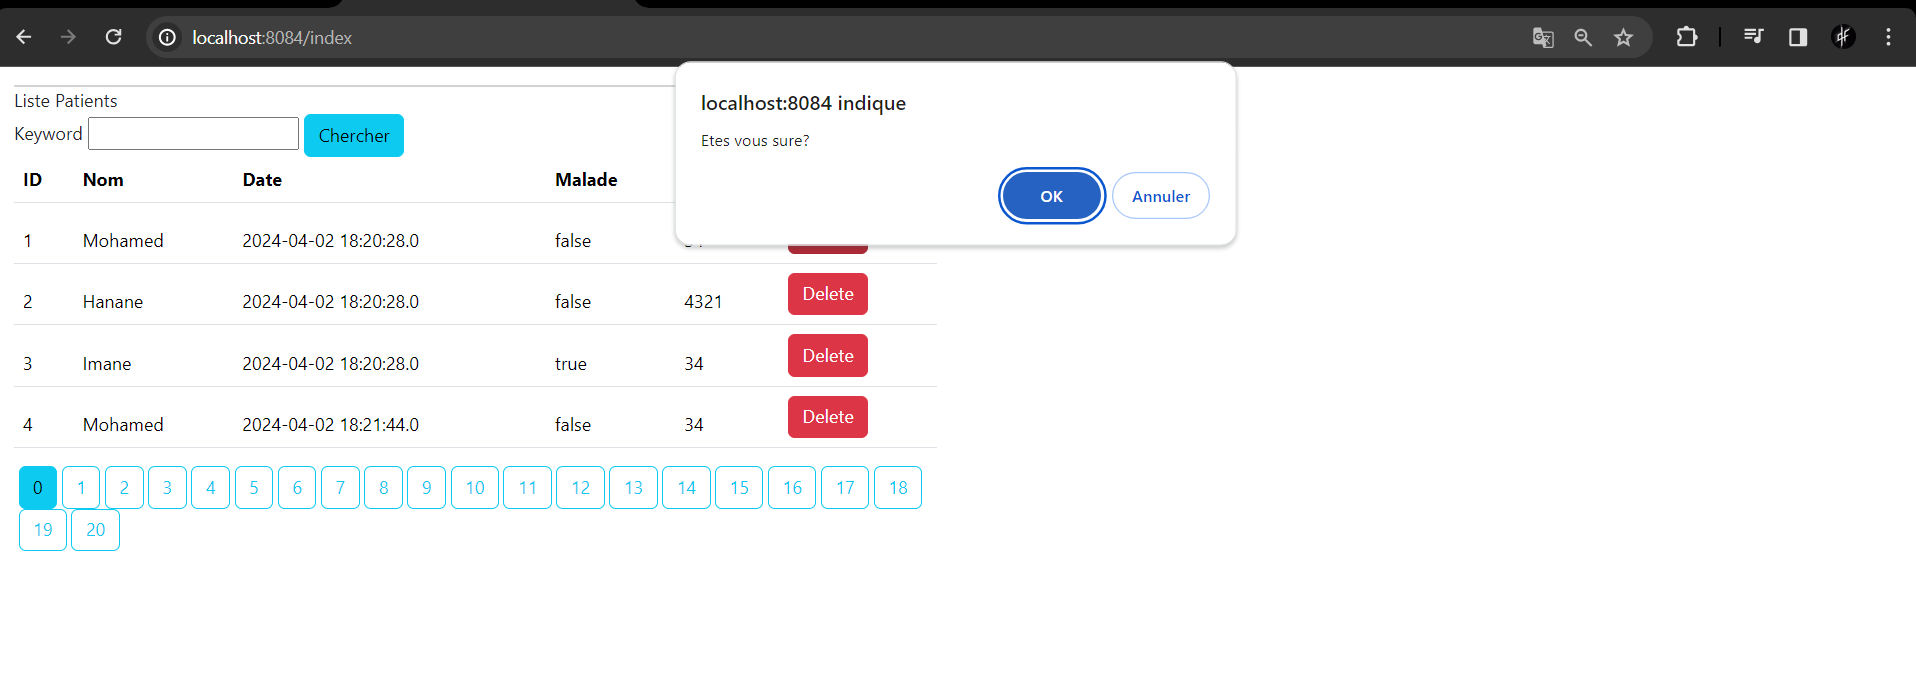 localhost:8084/index
localhost:8084 indique
Etes vous sure?
OK Annuler
Liste Patients
Keyword Chercher
ID Nom Date Malade
1 Mohamed 2024-04-02 18:20:28.0 false
2 Hanane 2024-04-02 18:20:28.0 false 4321 Delete
3 Imane 2024-04-02 18:20:28.0 true 34 Delete
4 Mohamed 2024-04-02 18:21:44.0 false 34 Delete
0 1 2 3 4 5 6 7 8 9 10 11 12 13 14 15 16 17 18
19 20